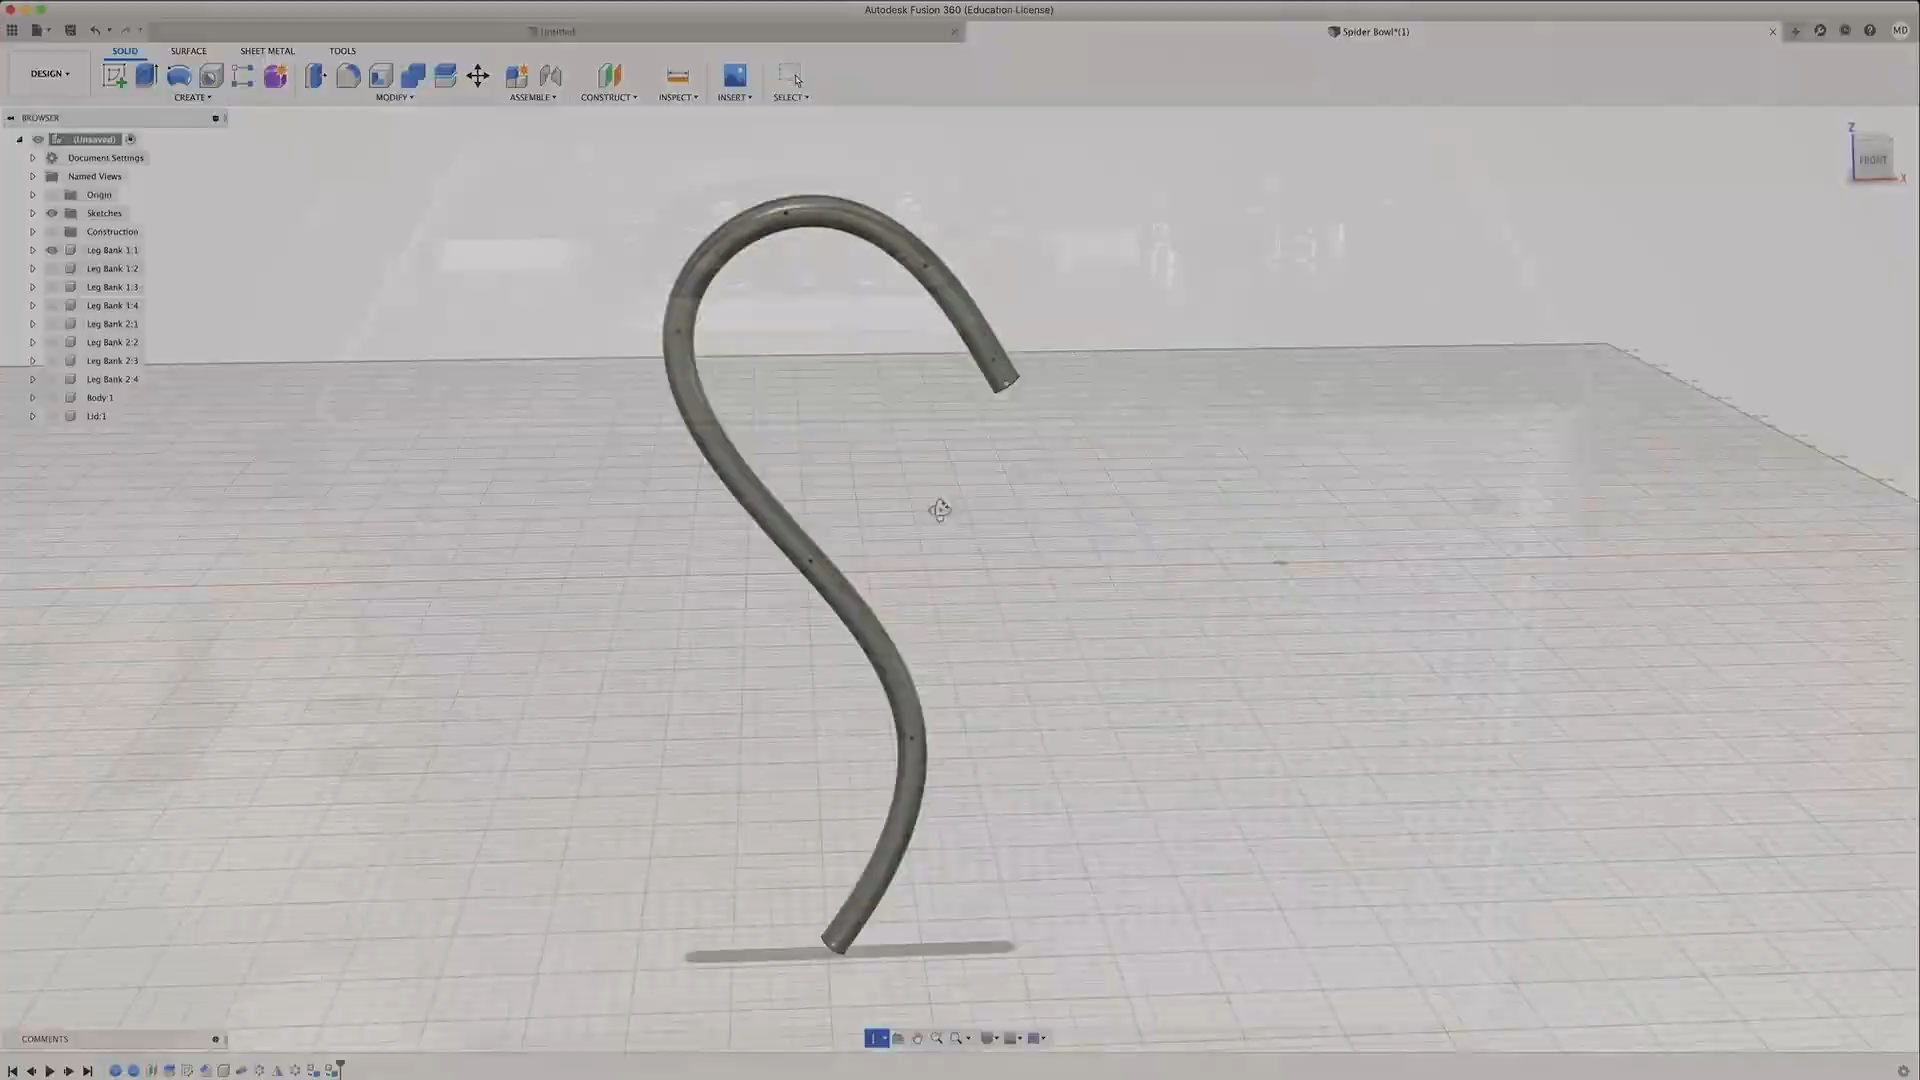 Autodesk Fusion 360 (Education License)
Untitled
Spider Bowl*(1)
MD
SOLID SURFACE SHEET METAL TOOLS
DESIGN
CREATE MODIFY ASSEMBLE CONSTRUCT INSPECT INSERT SELECT
BROWSER
(Unsaved)
Document Settings
Named Views
Origin
Sketches
Construction
Leg Bank 1:1
Leg Bank 1:2
Leg Bank 1:3
Leg Bank 1:4
Leg Bank 2:1
Leg Bank 2:2
Leg Bank 2:3
Leg Bank 2:4
Body:1
Lid:1
Z
FRONT
X
COMMENTS